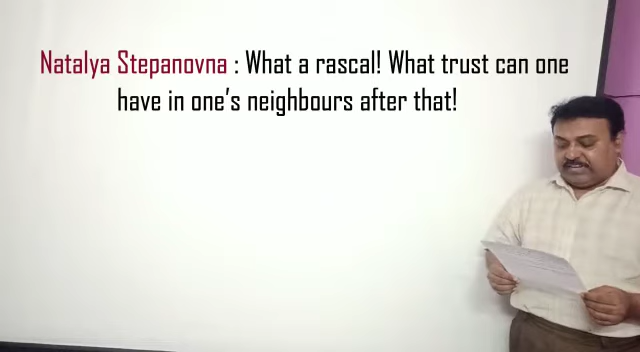 Natalya Stepanovna : What a rascal! What trust can one
have in one's neighbours after that!